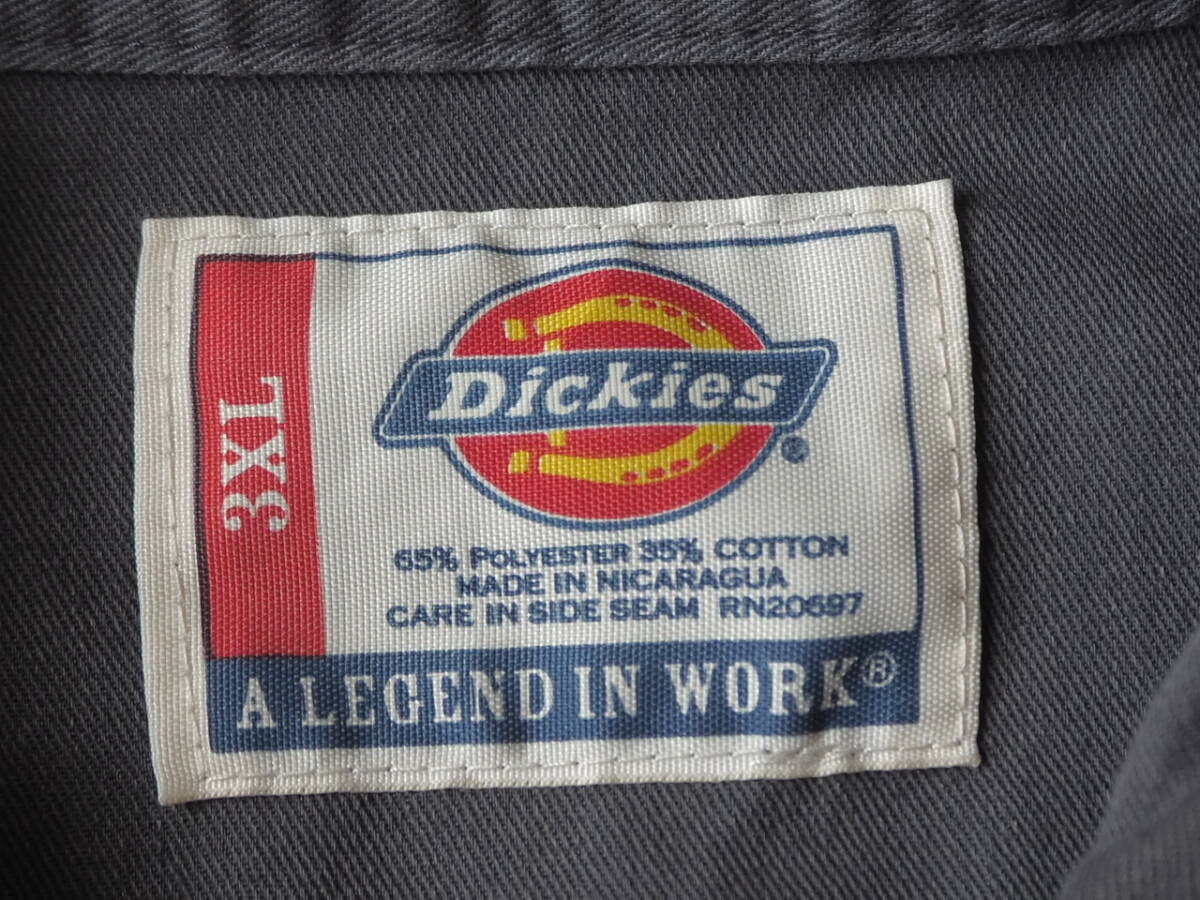 3XL
Dickies®
65% POLYESTER 35% COTTON
MADE IN NICARAGUA
CARE IN SIDE SEAM RN20697
A LEGEND IN WORK®